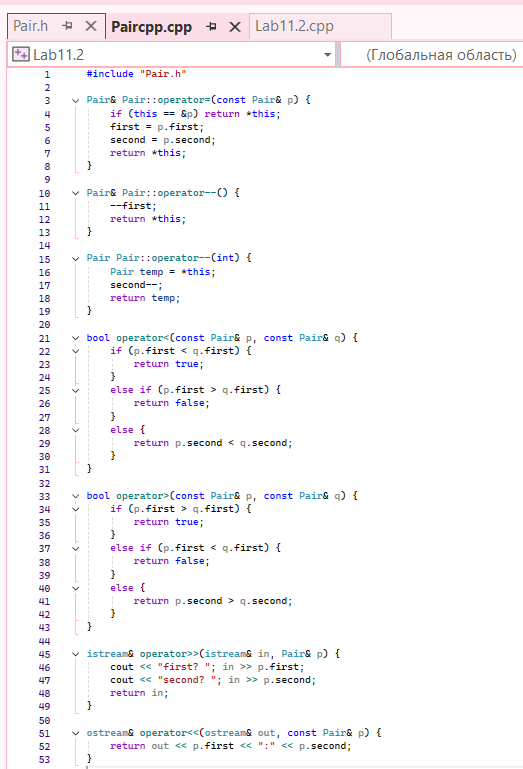 Pair.h Paircpp.cpp Lab11.2.cpp
Lab11.2 (Глобальная область)
1 #include "Pair.h"
2
3 Pair& Pair::operator=(const Pair& p) {
4 if (this == &p) return *this;
5 first = p.first;
6 second = p.second;
7 return *this;
8 }
9
10 Pair& Pair::operator--() {
11 --first;
12 return *this;
13 }
14
15 Pair Pair::operator--(int) {
16 Pair temp = *this;
17 second--;
18 return temp;
19 }
20
21 bool operator<(const Pair& p, const Pair& q) {
22 if (p.first < q.first) {
23 return true;
24 }
25 else if (p.first > q.first) {
26 return false;
27 }
28 else {
29 return p.second < q.second;
30 }
31 }
32
33 bool operator>(const Pair& p, const Pair& q) {
34 if (p.first > q.first) {
35 return true;
36 }
37 else if (p.first < q.first) {
38 return false;
39 }
40 else {
41 return p.second > q.second;
42 }
43 }
44
45 istream& operator>>(istream& in, Pair& p) {
46 cout << "first? "; in >> p.first;
47 cout << "second? "; in >> p.second;
48 return in;
49 }
50
51 ostream& operator<<(ostream& out, const Pair& p) {
52 return out << p.first << ":" << p.second;
53 }